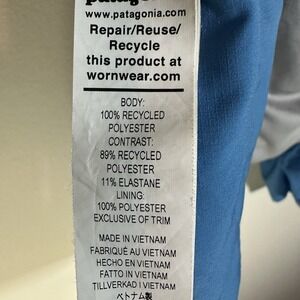 patagonia
www.patagonia.com
Repair/Reuse/
Recycle
this product at
wornwear.com
BODY:
100% RECYCLED
POLYESTER
CONTRAST:
89% RECYCLED
POLYESTER
11% ELASTANE
LINING:
100% POLYESTER
EXCLUSIVE OF TRIM
MADE IN VIETNAM
FABRIQUÉ AU VIETNAM
HECHO EN VIETNAM
FATTO IN VIETNAM
TILLVERKAD I VIETNAM
ベトナム製